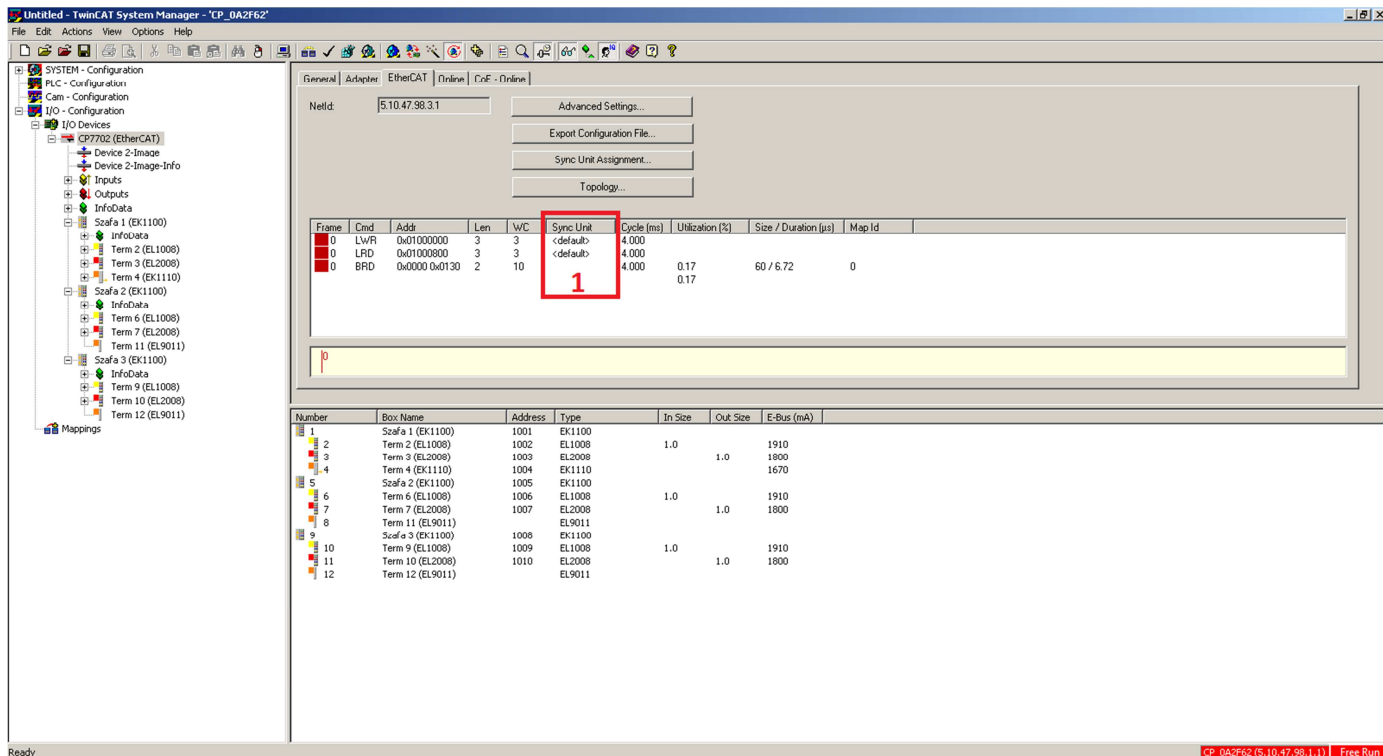 Untitled - TwinCAT System Manager - 'CP_0A2F62'
File Edit Actions View Options Help
SYSTEM - Configuration
PLC - Configuration
Cam - Configuration
I/O - Configuration
I/O Devices
CP7702 (EtherCAT)
Device 2-Image
Device 2-Image-Info
Inputs
Outputs
InfoData
Szafa 1 (EK1100)
InfoData
Term 2 (EL1008)
Term 3 (EL2008)
Term 4 (EK1110)
Szafa 2 (EK1100)
InfoData
Term 6 (EL1008)
Term 7 (EL2008)
Term 11 (EL9011)
Szafa 3 (EK1100)
InfoData
Term 9 (EL1008)
Term 10 (EL2008)
Term 12 (EL9011)
Mappings
General Adapter EtherCAT Online CoE - Online
NetId: 5.10.47.98.3.1
Advanced Settings...
Export Configuration File...
Sync Unit Assignment...
Topology...
Frame Cmd Addr Len WC Sync Unit Cycle (ms) Utilization (%) Size / Duration (µs) Map Id
0 LWR 0x01000000 3 3 <default> 4.000
0 LRD 0x01000800 3 3 <default> 4.000
0 BRD 0x0000 0x0130 2 10 4.000 0.17 60 / 6.72 0
0.17
1
0
Number Box Name Address Type In Size Out Size E-Bus (mA)
1 Szafa 1 (EK1100) 1001 EK1100
2 Term 2 (EL1008) 1002 EL1008 1.0 1910
3 Term 3 (EL2008) 1003 EL2008 1.0 1800
4 Term 4 (EK1110) 1004 EK1110 1670
5 Szafa 2 (EK1100) 1005 EK1100
6 Term 6 (EL1008) 1006 EL1008 1.0 1910
7 Term 7 (EL2008) 1007 EL2008 1.0 1800
8 Term 11 (EL9011) EL9011
9 Szafa 3 (EK1100) 1008 EK1100
10 Term 9 (EL1008) 1009 EL1008 1.0 1910
11 Term 10 (EL2008) 1010 EL2008 1.0 1800
12 Term 12 (EL9011) EL9011
Ready
CP_0A2F62 (5.10.47.98.1.1) Free Run